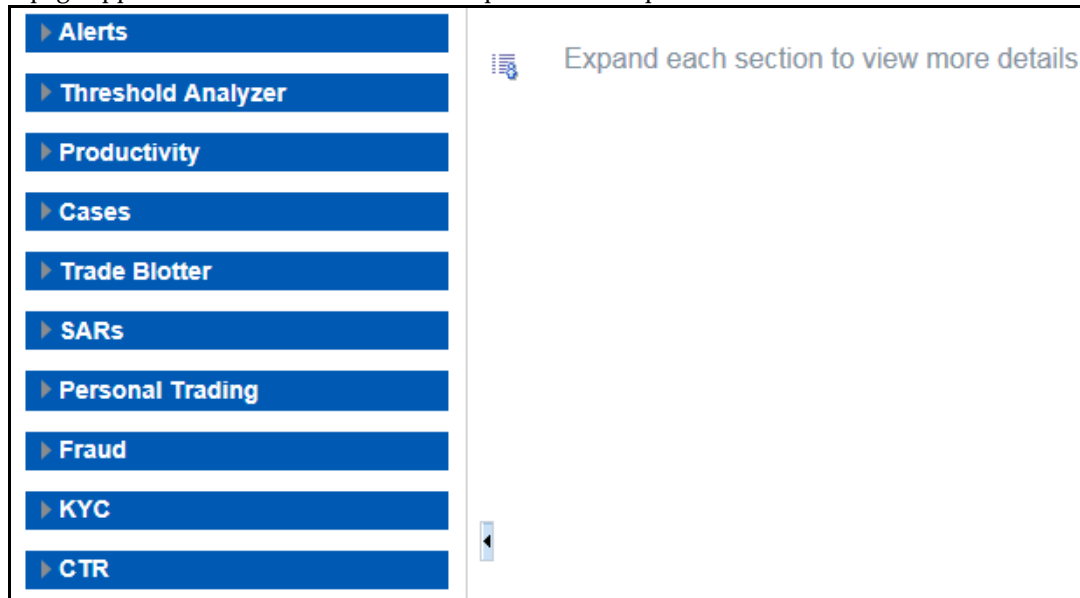 Alerts
Threshold Analyzer
Productivity
Cases
Trade Blotter
SARs
Personal Trading
Fraud
KYC
CTR
Expand each section to view more details